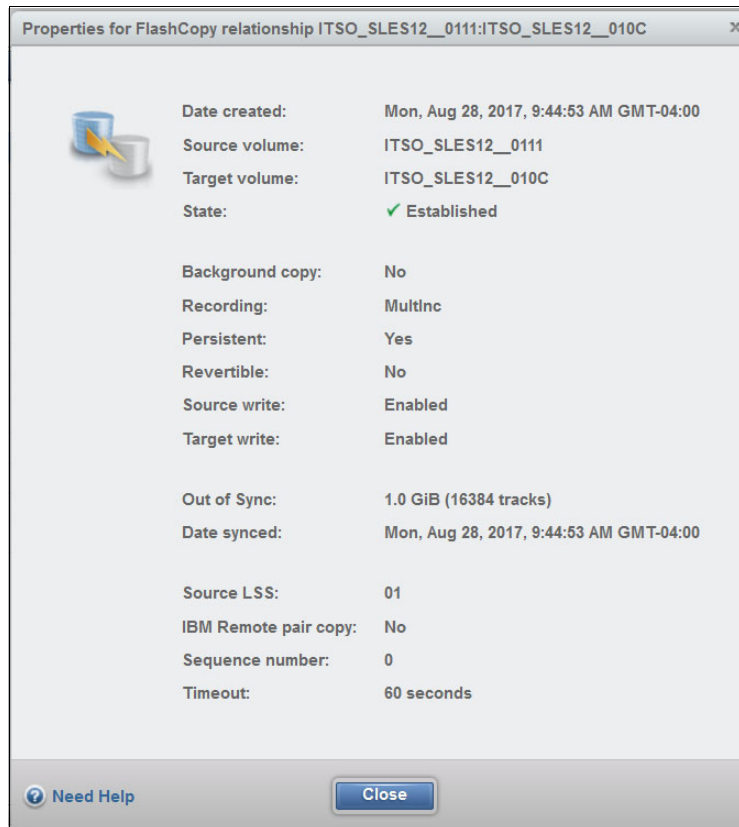 Properties for FlashCopy relationship ITSO_SLES12__0111:ITSO_SLES12__010C x
Date created: Mon, Aug 28, 2017, 9:44:53 AM GMT-04:00
Source volume: ITSO_SLES12__0111
Target volume: ITSO_SLES12__010C
State: ✓ Established
Background copy: No
Recording: MultInc
Persistent: Yes
Revertible: No
Source write: Enabled
Target write: Enabled
Out of Sync: 1.0 GiB (16384 tracks)
Date synced: Mon, Aug 28, 2017, 9:44:53 AM GMT-04:00
Source LSS: 01
IBM Remote pair copy: No
Sequence number: 0
Timeout: 60 seconds
? Need Help Close